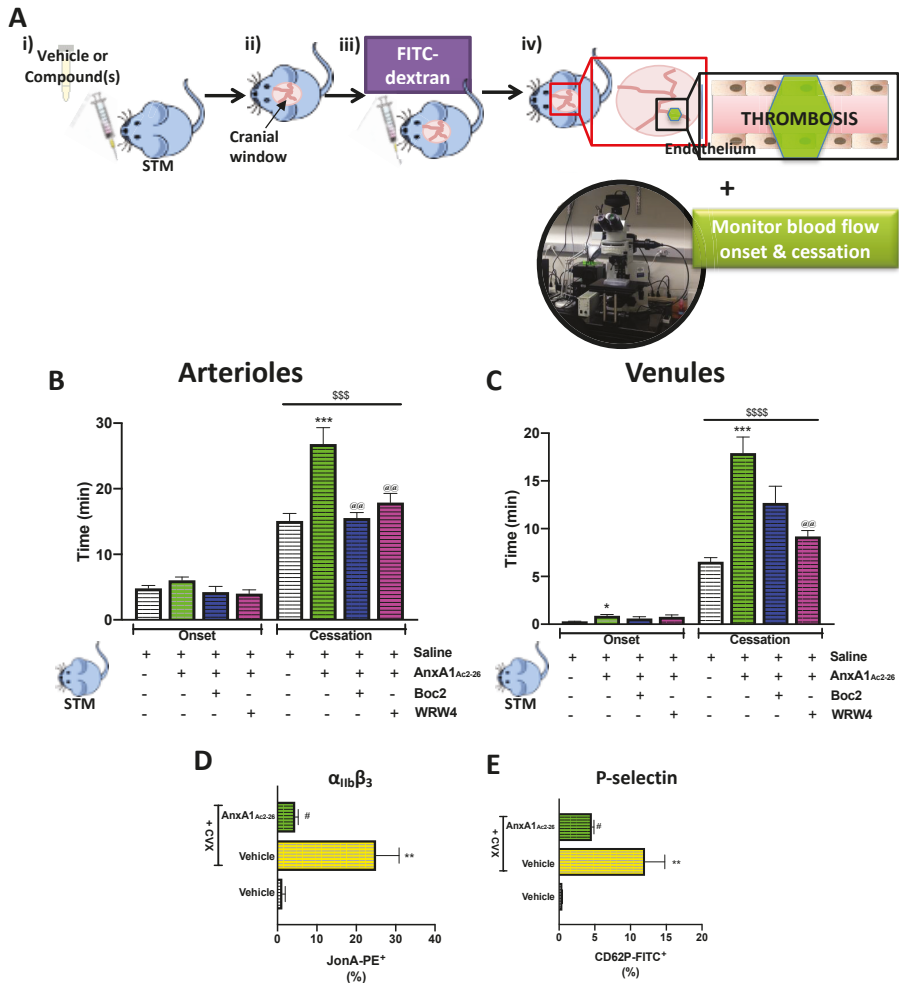 A
i)
Vehicle or
Compound(s)
STM
ii)
Cranial
window
iii)
FITC-
dextran
iv)
THROMBOSIS
Endothelium
+
Monitor blood flow
onset & cessation
B
Arterioles
Time (min)
30
20
10
0
$$$
***
@@
@@
Onset
Cessation
+ + + + + + + + Saline
- + + + - + + + AnxA1Ac2-26
- - + - - - + - Boc2
- - - + - - - + WRW4
STM
C
Venules
Time (min)
20
15
10
5
0
$$$$
*
***
@@
Onset
Cessation
+ + + + + + + + Saline
- + + + - + + + AnxA1Ac2-26
- - + - - - + - Boc2
- - - + - - - + WRW4
STM
D
αIIbβ3
+ CVX
AnxA1Ac2-26
#
Vehicle
**
Vehicle
0 10 20 30 40
JonA-PE+
(%)
E
P-selectin
+ CVX
AnxA1Ac2-26
#
Vehicle
**
Vehicle
0 5 10 15 20
CD62P-FITC+
(%)